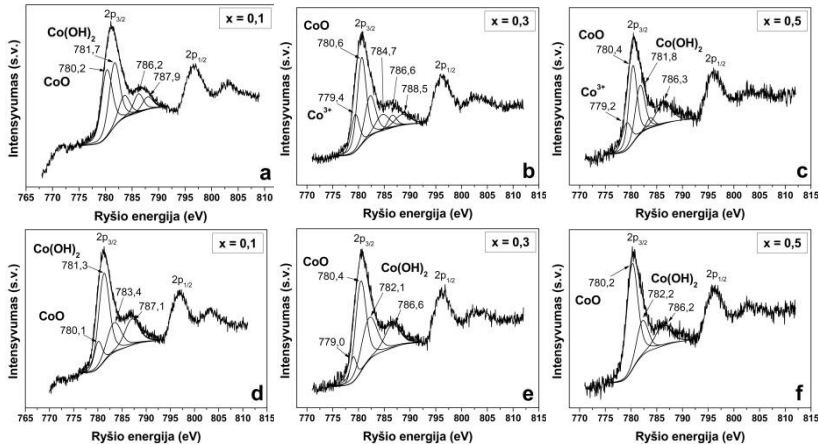 2p3/2
x = 0,1
Co(OH)2
781,7
780,2
CoO
786,2
787,9
2p1/2
a
Intensyvumas (s.v.)
765 770 775 780 785 790 795 800 805 810
Ryšio energija (eV)
2p3/2
x = 0,3
CoO
780,6
784,7
786,6
788,5
779,4
Co3+
2p1/2
b
Intensyvumas (s.v.)
770 775 780 785 790 795 800 805 810 815
Ryšio energija (eV)
2p3/2
x = 0,5
CoO
780,4
Co(OH)2
781,8
786,3
779,2
Co3+
2p1/2
c
Intensyvumas (s.v.)
770 775 780 785 790 795 800 805 810 815
Ryšio energija (eV)
2p3/2
x = 0,1
Co(OH)2
781,3
783,4
787,1
CoO
780,1
2p1/2
d
Intensyvumas (s.v.)
765 770 775 780 785 790 795 800 805 810 815
Ryšio energija (eV)
2p3/2
x = 0,3
CoO
780,4
Co(OH)2
782,1
786,6
779,0
2p1/2
e
Intensyvumas (s.v.)
770 775 780 785 790 795 800 805 810 815
Ryšio energija (eV)
2p3/2
x = 0,5
780,2
CoO
Co(OH)2
782,2
786,2
2p1/2
f
Intensyvumas (s.v.)
770 775 780 785 790 795 800 805 810 815
Ryšio energija (eV)